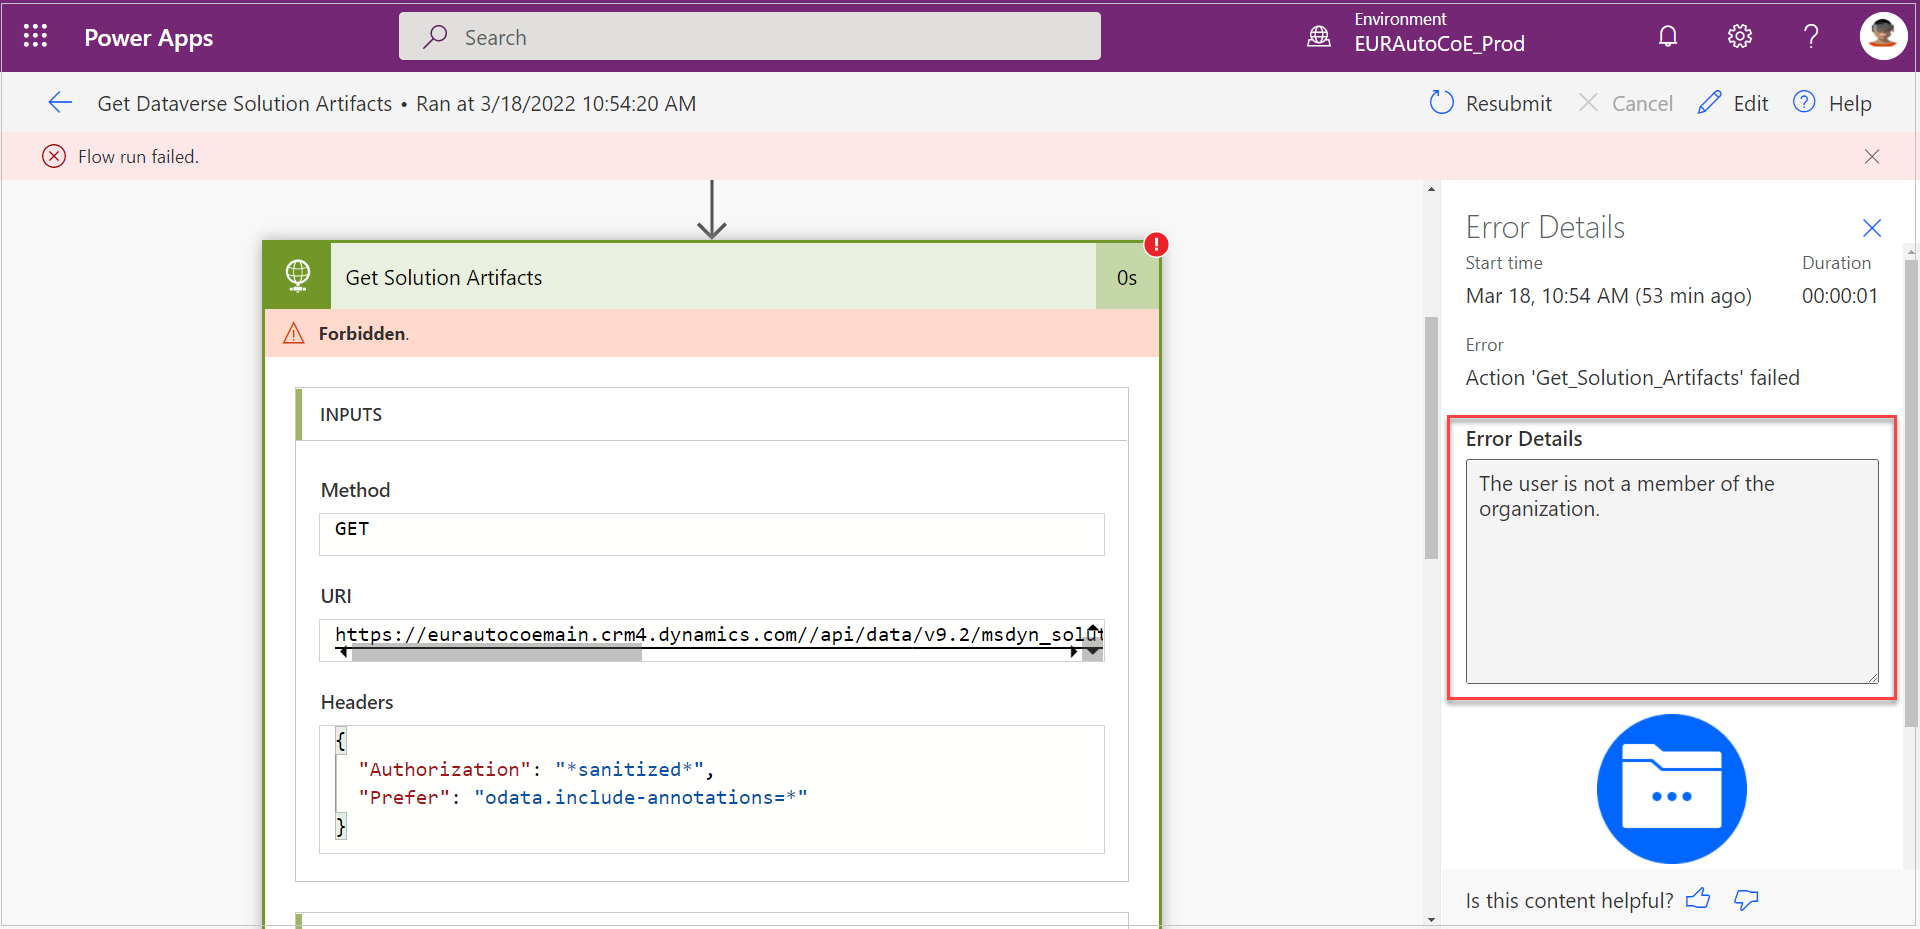 Power Apps
Search
Environment
EURAutoCoE_Prod
Get Dataverse Solution Artifacts • Ran at 3/18/2022 10:54:20 AM
Resubmit
Cancel
Edit
Help
Flow run failed.
Get Solution Artifacts
0s
Forbidden.
INPUTS
Method
GET
URI
https://eurautocoemain.crm4.dynamics.com//api/data/v9.2/msdyn_solut
Headers
{
"Authorization": "*sanitized*",
"Prefer": "odata.include-annotations=*"
}
Error Details
Start time
Duration
Mar 18, 10:54 AM (53 min ago)
00:00:01
Error
Action 'Get_Solution_Artifacts' failed
Error Details
The user is not a member of the
organization.
Is this content helpful?